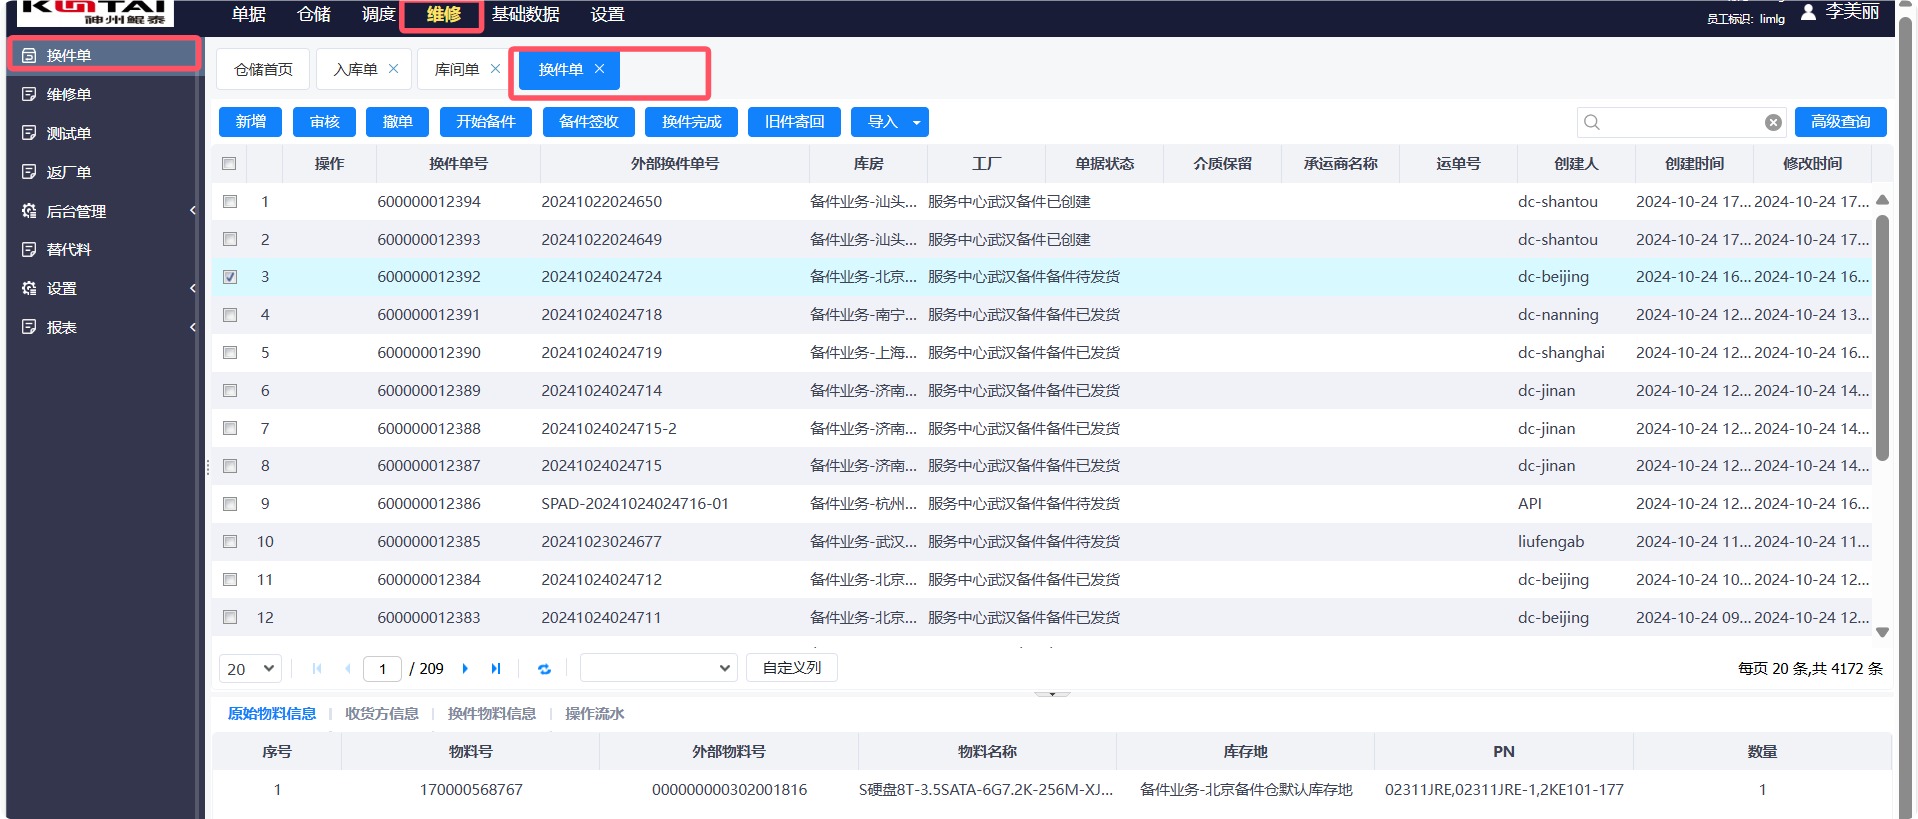 KUNTAI
神州鲲泰
单据 仓储 调度 维修 基础数据 设置
员工标识: limlg 李美丽
换件单
维修单
测试单
返厂单
后台管理
替代料
设置
报表
仓储首页 入库单 库间单 换件单
新增 审核 撤单 开始备件 备件签收 换件完成 旧件寄回 导入 高级查询
操作 换件单号 外部换件单号 库房 工厂 单据状态 介质保留 承运商名称 运单号 创建人 创建时间 修改时间
1 600000012394 20241022024650 备件业务-汕头... 服务中心武汉备件 已创建 dc-shantou 2024-10-24 17... 2024-10-24 17...
2 600000012393 20241022024649 备件业务-汕头... 服务中心武汉备件 已创建 dc-shantou 2024-10-24 17... 2024-10-24 17...
3 600000012392 20241024024724 备件业务-北京... 服务中心武汉备件 备件待发货 dc-beijing 2024-10-24 16... 2024-10-24 16...
4 600000012391 20241024024718 备件业务-南宁... 服务中心武汉备件 备件已发货 dc-nanning 2024-10-24 12... 2024-10-24 13...
5 600000012390 20241024024719 备件业务-上海... 服务中心武汉备件 备件已发货 dc-shanghai 2024-10-24 12... 2024-10-24 16...
6 600000012389 20241024024714 备件业务-济南... 服务中心武汉备件 备件已发货 dc-jinan 2024-10-24 12... 2024-10-24 14...
7 600000012388 20241024024715-2 备件业务-济南... 服务中心武汉备件 备件已发货 dc-jinan 2024-10-24 12... 2024-10-24 14...
8 600000012387 20241024024715 备件业务-济南... 服务中心武汉备件 备件已发货 dc-jinan 2024-10-24 12... 2024-10-24 14...
9 600000012386 SPAD-20241024024716-01 备件业务-杭州... 服务中心武汉备件 备件待发货 API 2024-10-24 12... 2024-10-24 16...
10 600000012385 20241023024677 备件业务-武汉... 服务中心武汉备件 备件待发货 liufengab 2024-10-24 11... 2024-10-24 11...
11 600000012384 20241024024712 备件业务-北京... 服务中心武汉备件 备件已发货 dc-beijing 2024-10-24 10... 2024-10-24 12...
12 600000012383 20241024024711 备件业务-北京... 服务中心武汉备件 备件已发货 dc-beijing 2024-10-24 09... 2024-10-24 12...
20 1 / 209 自定义列 每页 20 条,共 4172 条
原始物料信息 收货方信息 换件物料信息 操作流水
序号 物料号 外部物料号 物料名称 库存地 PN 数量
1 170000568767 000000000302001816 S硬盘8T-3.5SATA-6G7.2K-256M-XJ... 备件业务-北京备件仓默认库存地 02311JRE,02311JRE-1,2KE101-177 1